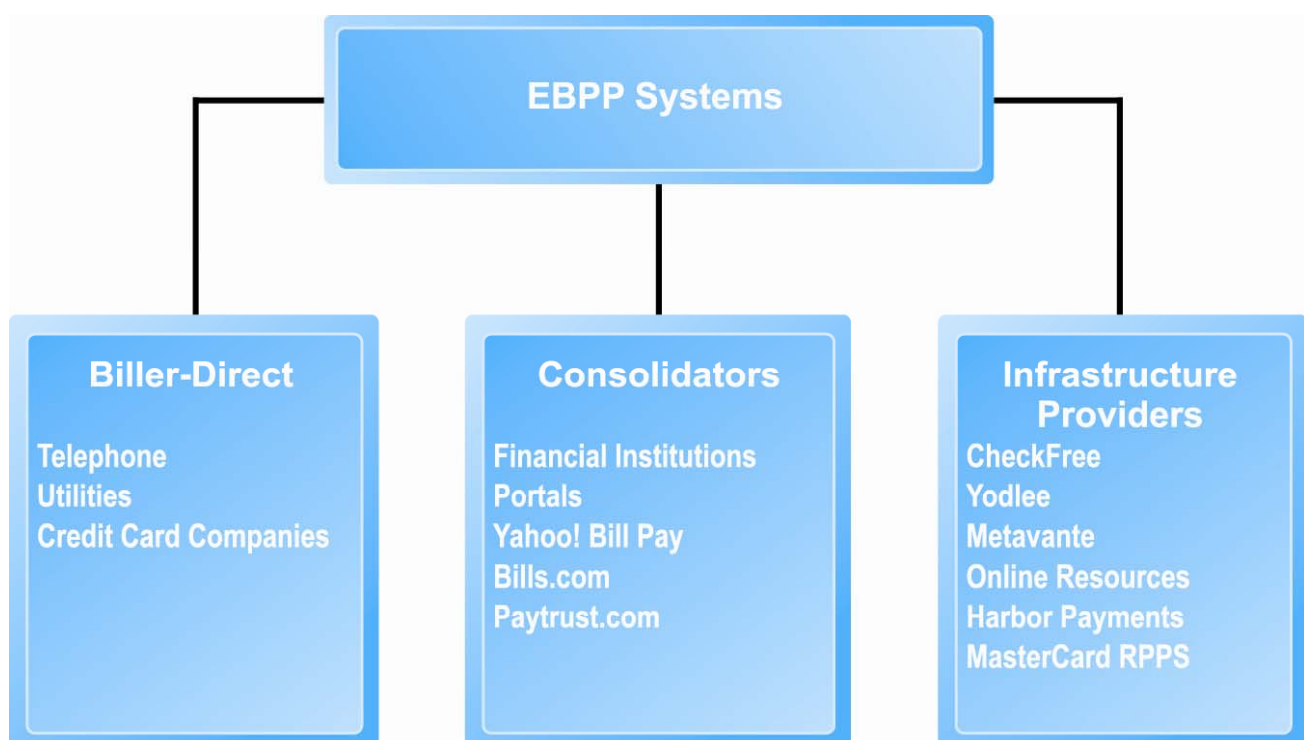 EBPP Systems
Biller-Direct
Telephone
Utilities
Credit Card Companies
Consolidators
Financial Institutions
Portals
Yahoo! Bill Pay
Bills.com
Paytrust.com
Infrastructure
Providers
CheckFree
Yodlee
Metavante
Online Resources
Harbor Payments
MasterCard RPPS